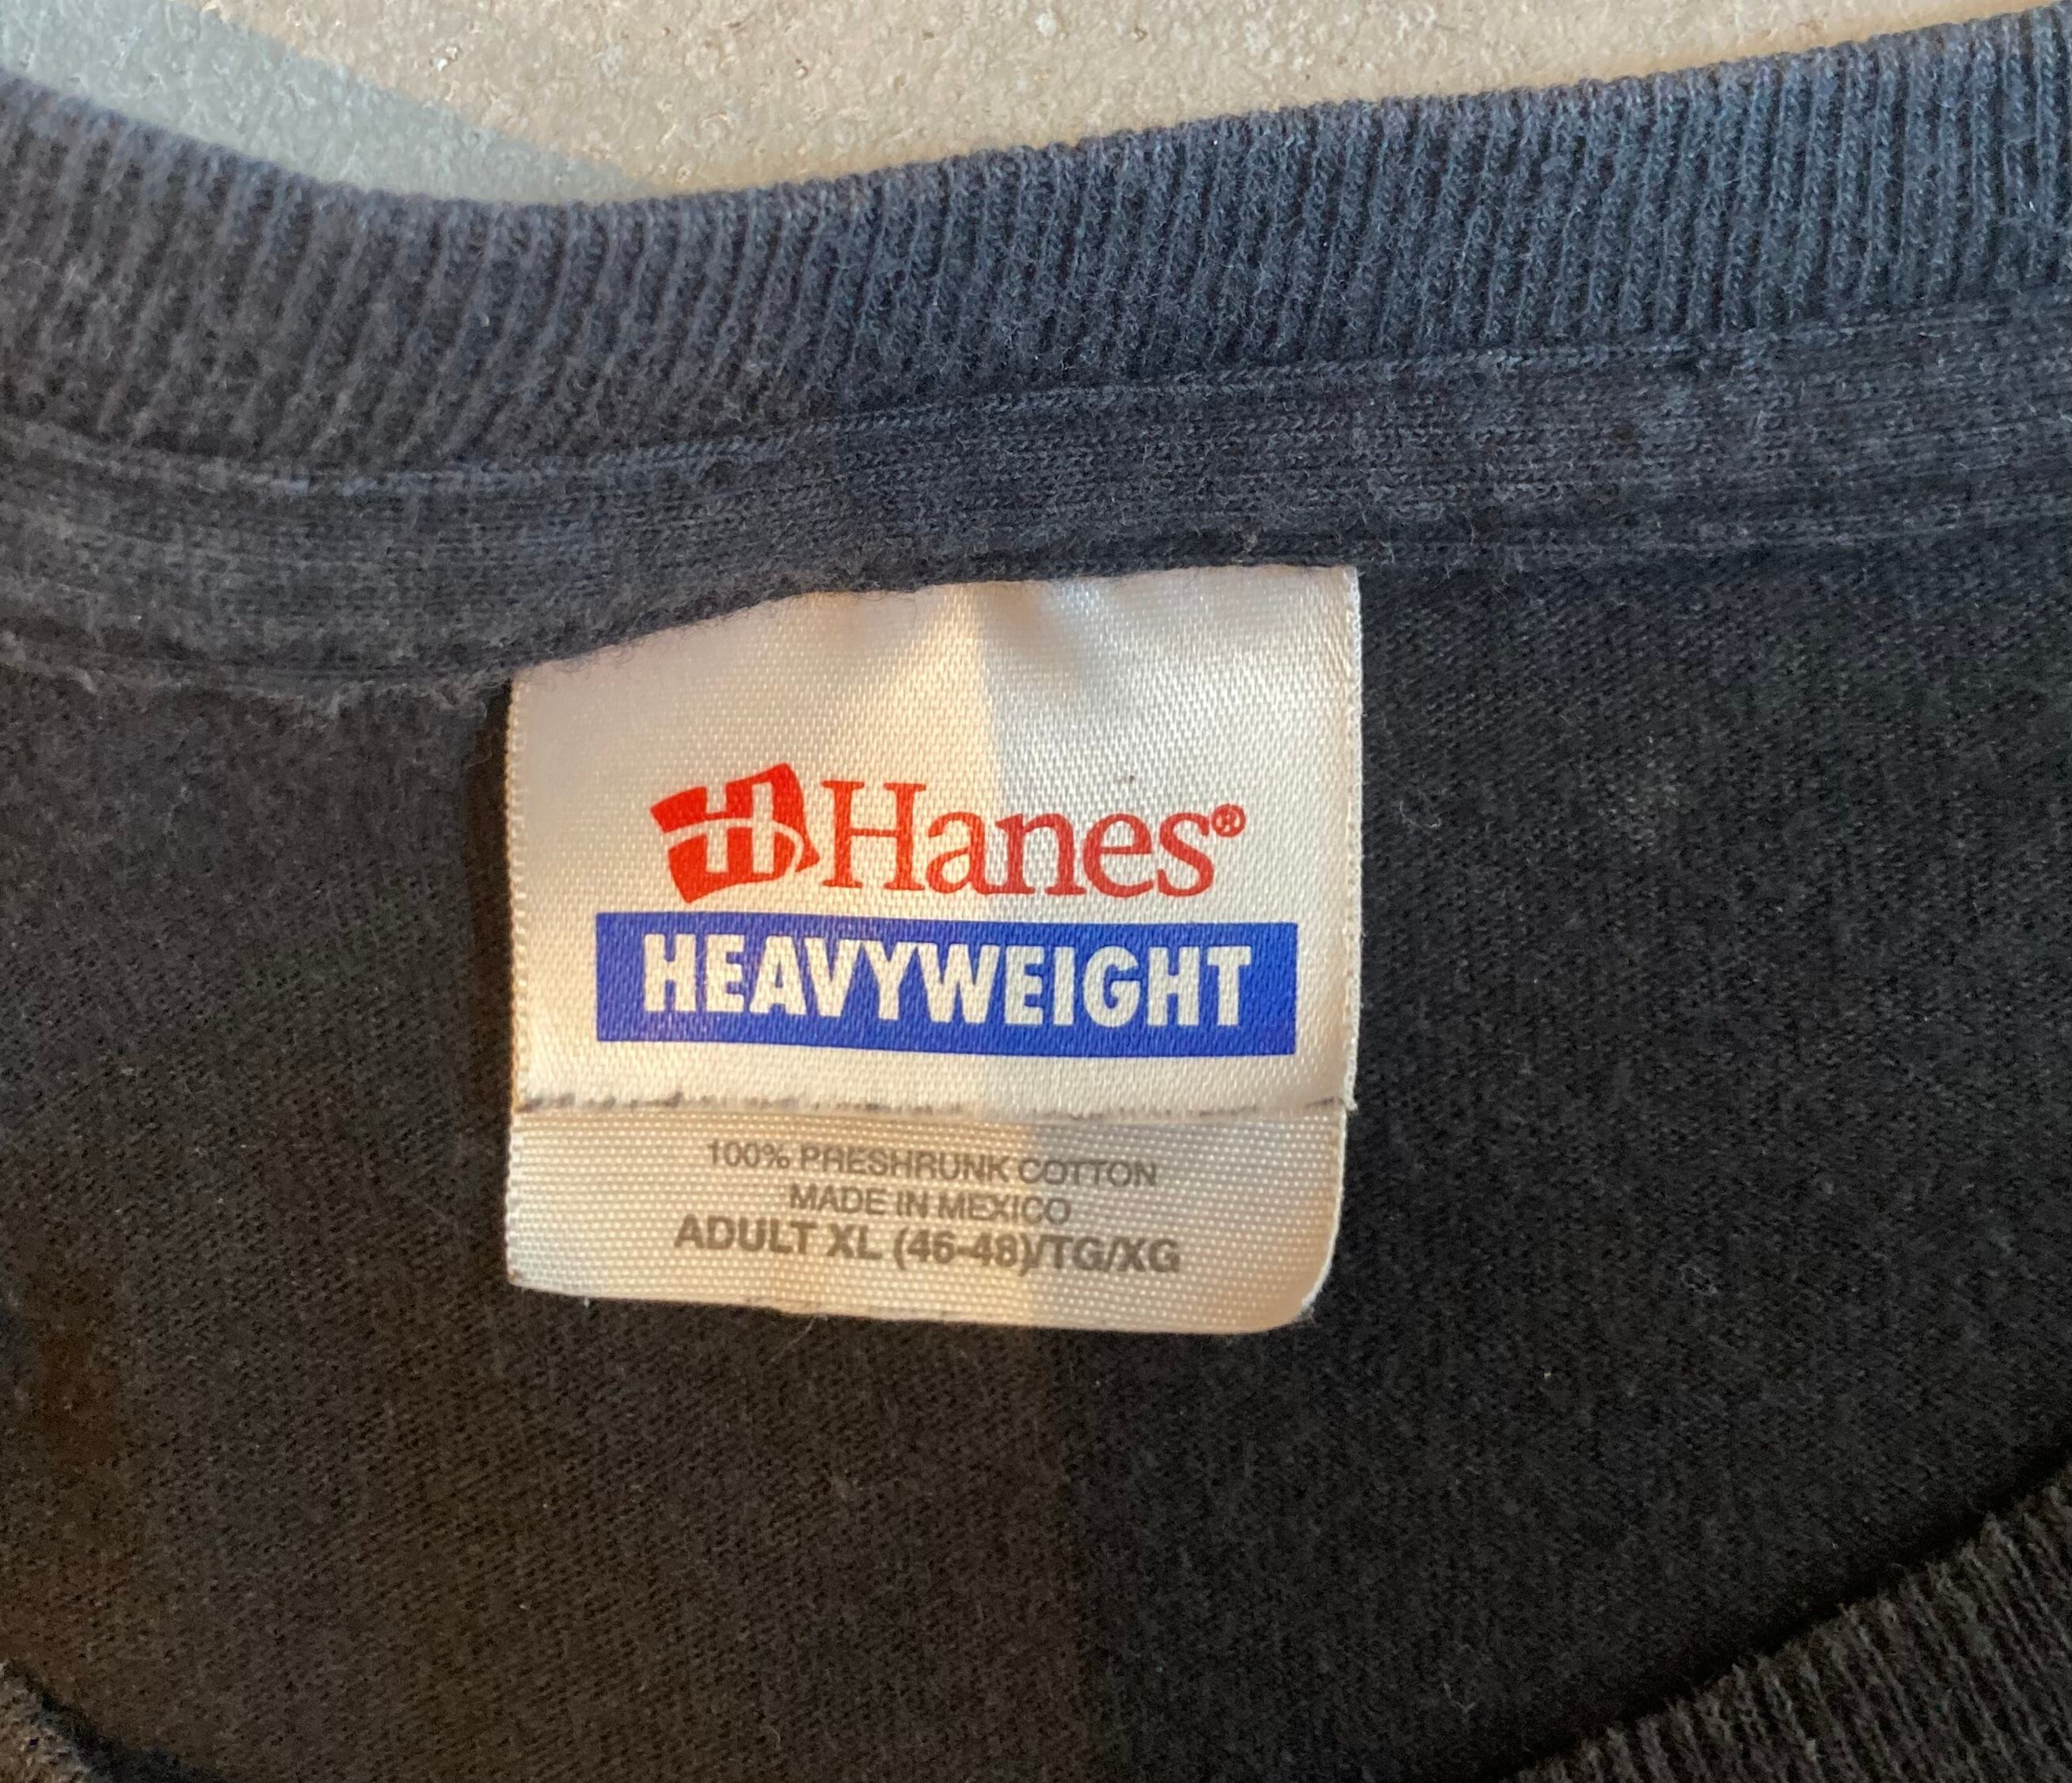 H Hanes®
HEAVYWEIGHT
100% PRESHRUNK COTTON
MADE IN MEXICO
ADULT XL (46-48)/TG/XG